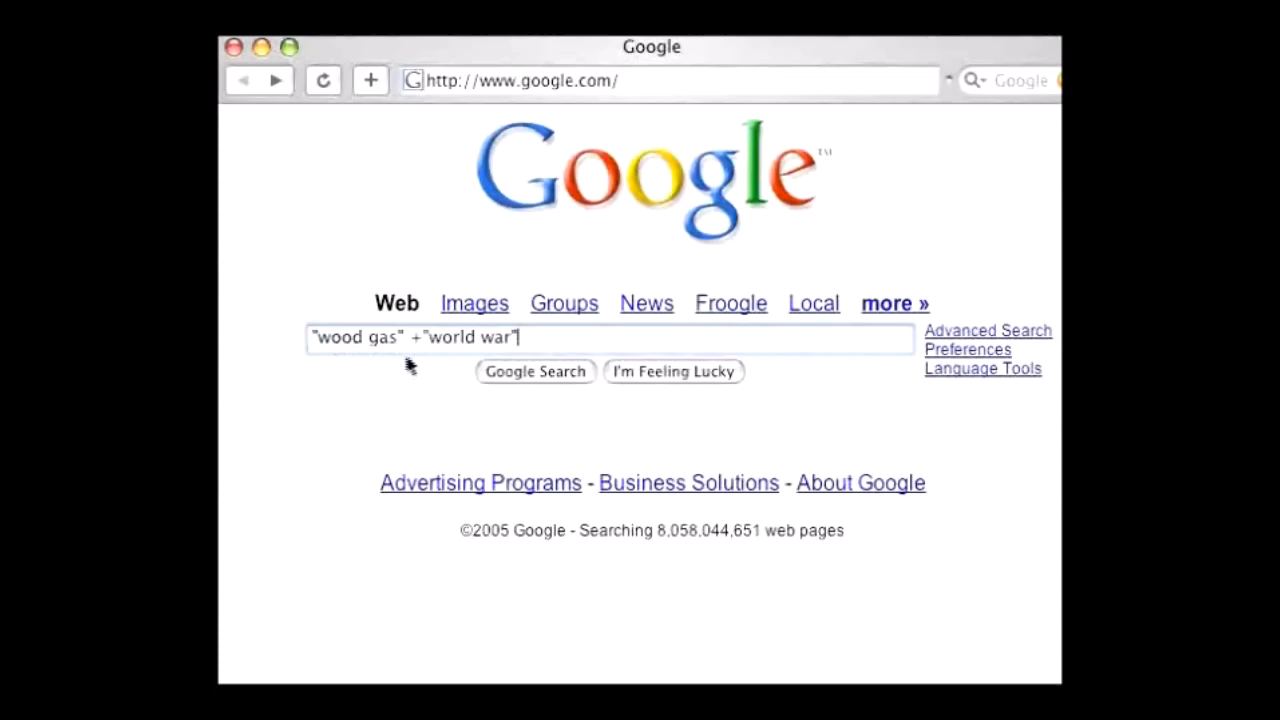 Google
http://www.google.com/
Google
Google™
Web Images Groups News Froogle Local more »
"wood gas" +"world war"
Advanced Search
Preferences
Language Tools
Google Search I'm Feeling Lucky
Advertising Programs - Business Solutions - About Google
©2005 Google - Searching 8,058,044,651 web pages